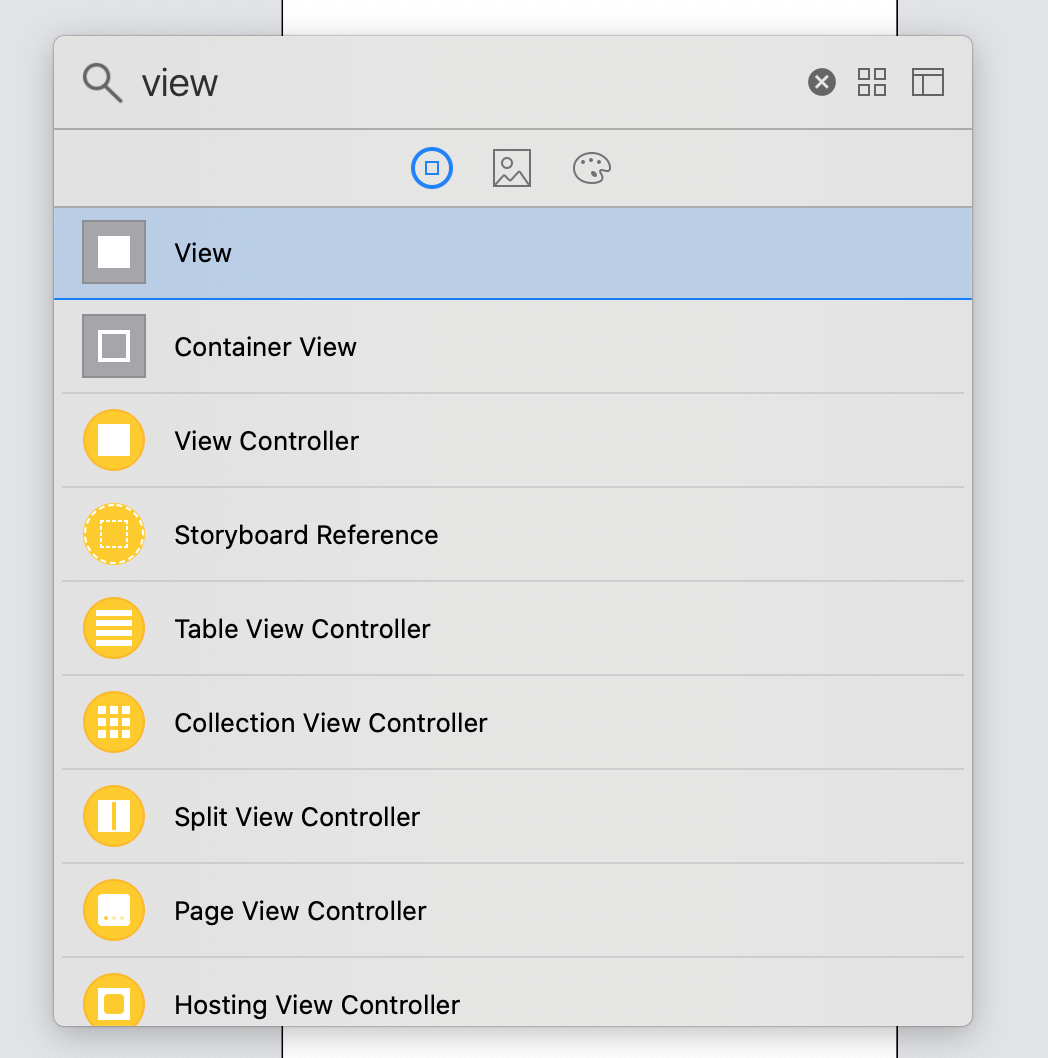 view
View
Container View
View Controller
Storyboard Reference
Table View Controller
Collection View Controller
Split View Controller
Page View Controller
Hosting View Controller